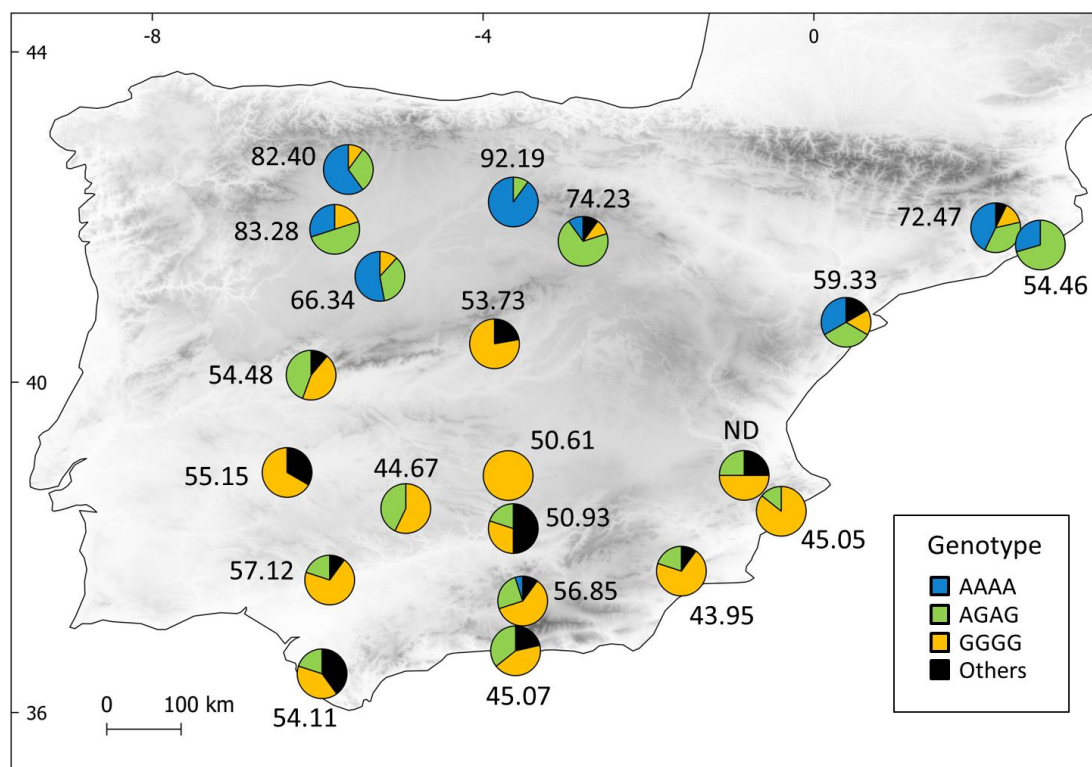 -8 -4 0
44
82.40 92.19
74.23
83.28 72.47
66.34 53.73 59.33 54.46
54.48
40
ND
50.61
55.15 44.67
50.93 45.05
57.12 56.85
43.95
45.07
0 100 km 54.11
36
Genotype
AAAA
AGAG
GGGG
Others